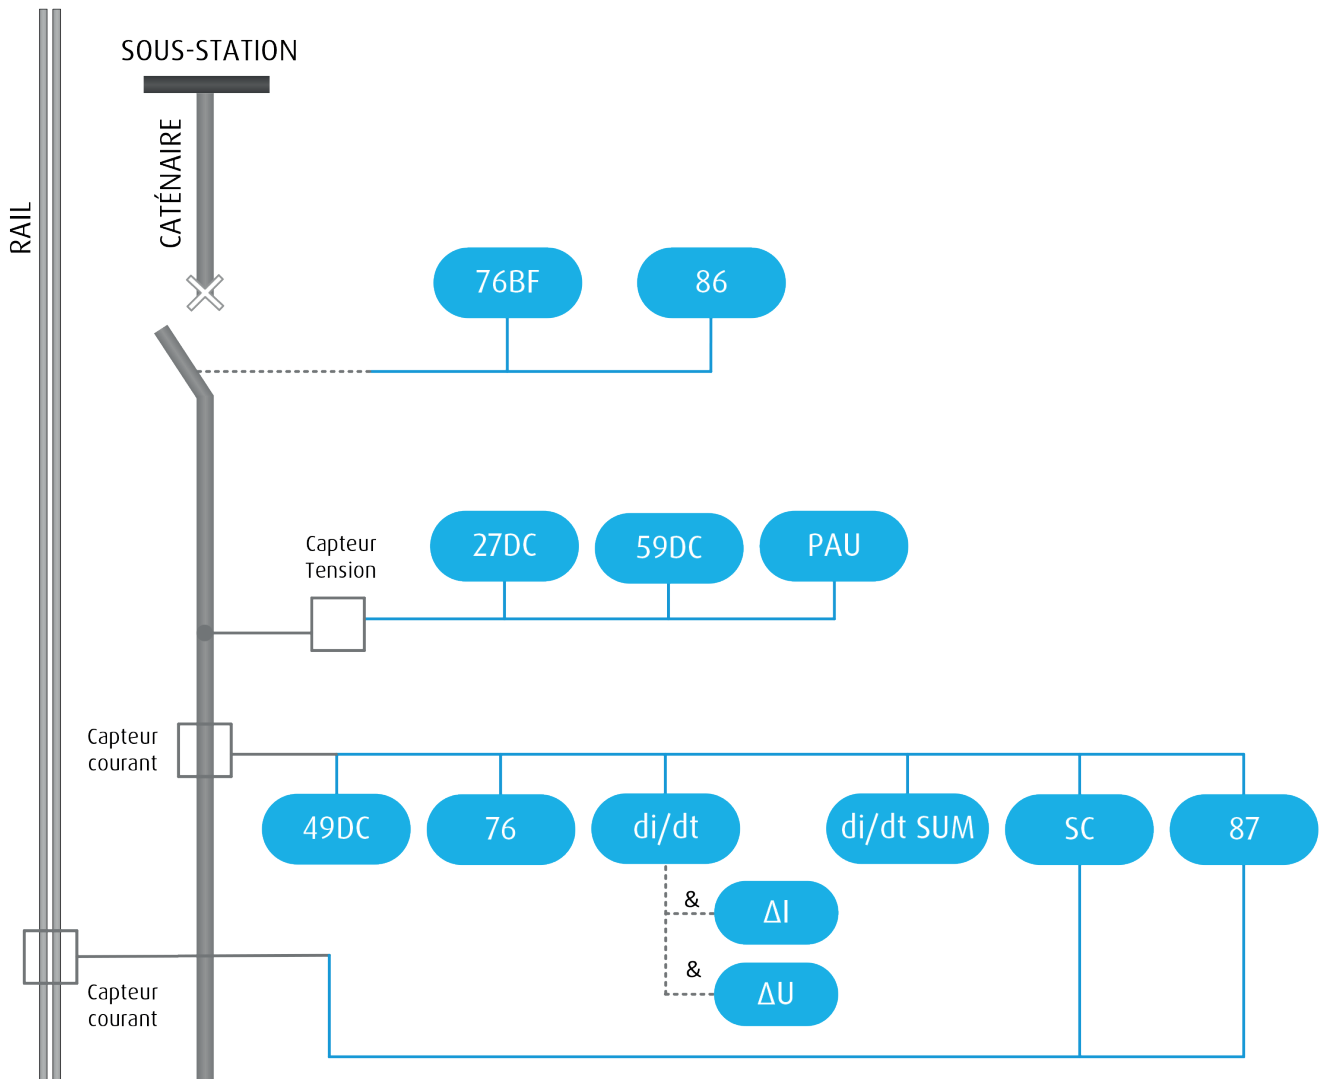 SOUS-STATION
CATÉNAIRE
RAIL
76BF
86
Capteur
Tension
27DC
59DC
PAU
Capteur
courant
49DC
76
di/dt
di/dt SUM
SC
87
&
ΔI
&
ΔU
Capteur
courant